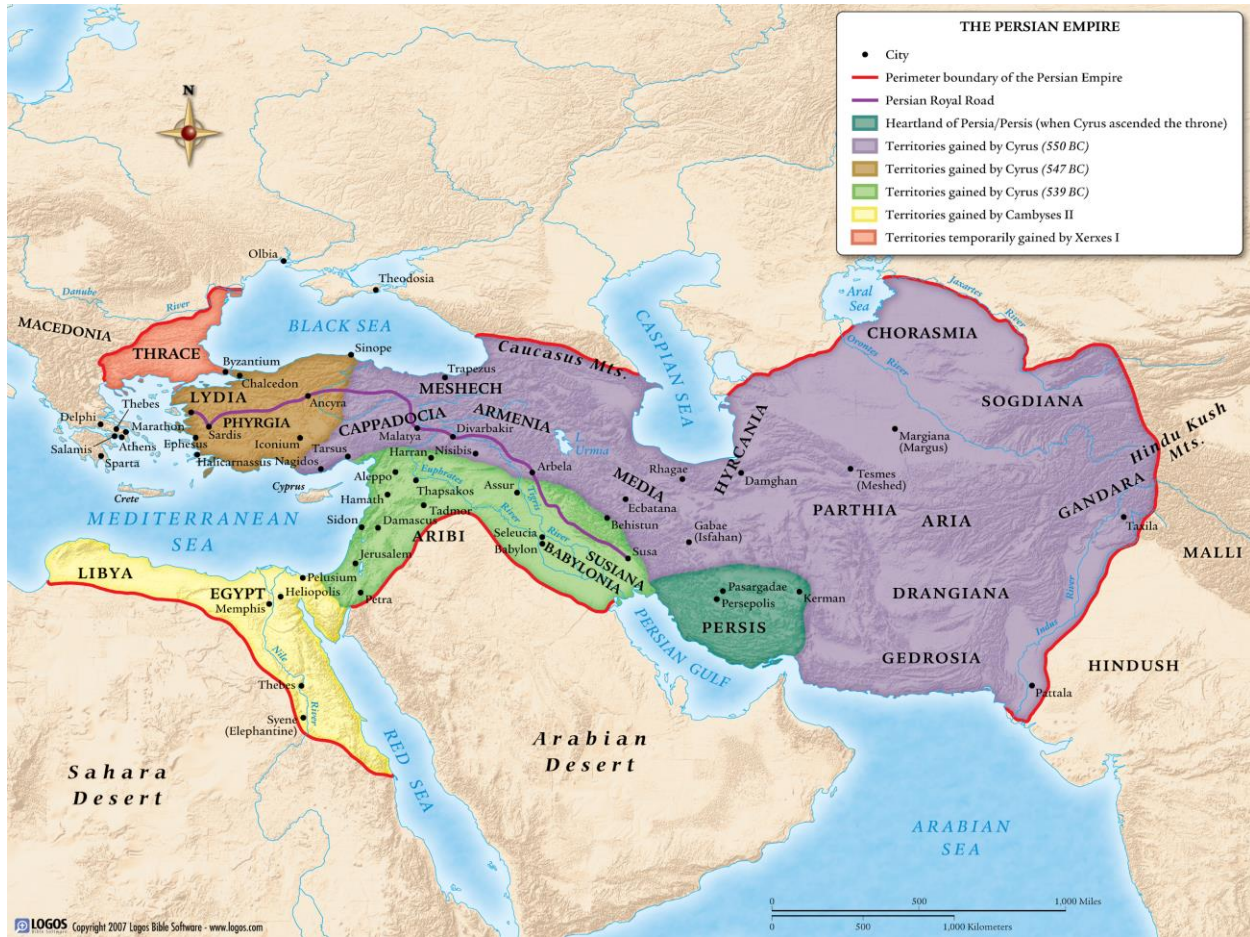 THE PERSIAN EMPIRE
City
Perimeter boundary of the Persian Empire
Persian Royal Road
Heartland of Persia/Persis (when Cyrus ascended the throne)
Territories gained by Cyrus (550 BC)
Territories gained by Cyrus (547 BC)
Territories gained by Cyrus (539 BC)
Territories gained by Cambyses II
Territories temporarily gained by Xerxes I
N
Olbia
Theodosia
Danube
River
MACEDONIA
THRACE
BLACK SEA
Byzantium
Chalcedon
Sinope
Trapezus
Caucasus Mts.
CASPIAN SEA
Aral
Sea
Jaxartes
River
CHORASMIA
Orontes
River
SOGDIANA
Hindu Kush
Mts.
Delphi
Thebes
Marathon
Salamis
Athens
Sparta
LYDIA
PHYRGIA
Sardis
Ephesus
Halicarnassus
Iconium
Ancyra
Nagidos
Tarsus
MESHECH
CAPPADOCIA
ARMENIA
Malatya
Divarbakir
Harran
Nisibis
L.
Urmia
Arbela
MEDIA
Rhagae
Ecbatana
HYRCANIA
Damghan
Margiana
(Margus)
Tesmes
(Meshed)
PARTHIA
ARIA
GANDARA
Taxila
MALLI
Crete
Cyprus
MEDITERRANEAN
SEA
Aleppo
Euphrates
River
Thapsakos
Hamath
Tadmor
Assur
Tigris
River
Behistun
Gabae
(Isfahan)
Sidon
Damascus
ARIBI
Seleucia
Babylon
BABYLONIA
SUSIANA
Susa
Jerusalem
Petra
LIBYA
EGYPT
Pelusium
Heliopolis
Memphis
Nile
River
Thebes
Syene
(Elephantine)
Pasargadae
Persepolis
PERSIS
Kerman
DRANGIANA
GEDROSIA
Indus
River
Pattala
HINDUSH
PERSIAN GULF
RED SEA
Sahara
Desert
Arabian
Desert
ARABIAN
SEA
0 500 1,000 Miles
0 500 1,000 Kilometers
LOGOS Copyright 2007 Logos Bible Software - www.logos.com